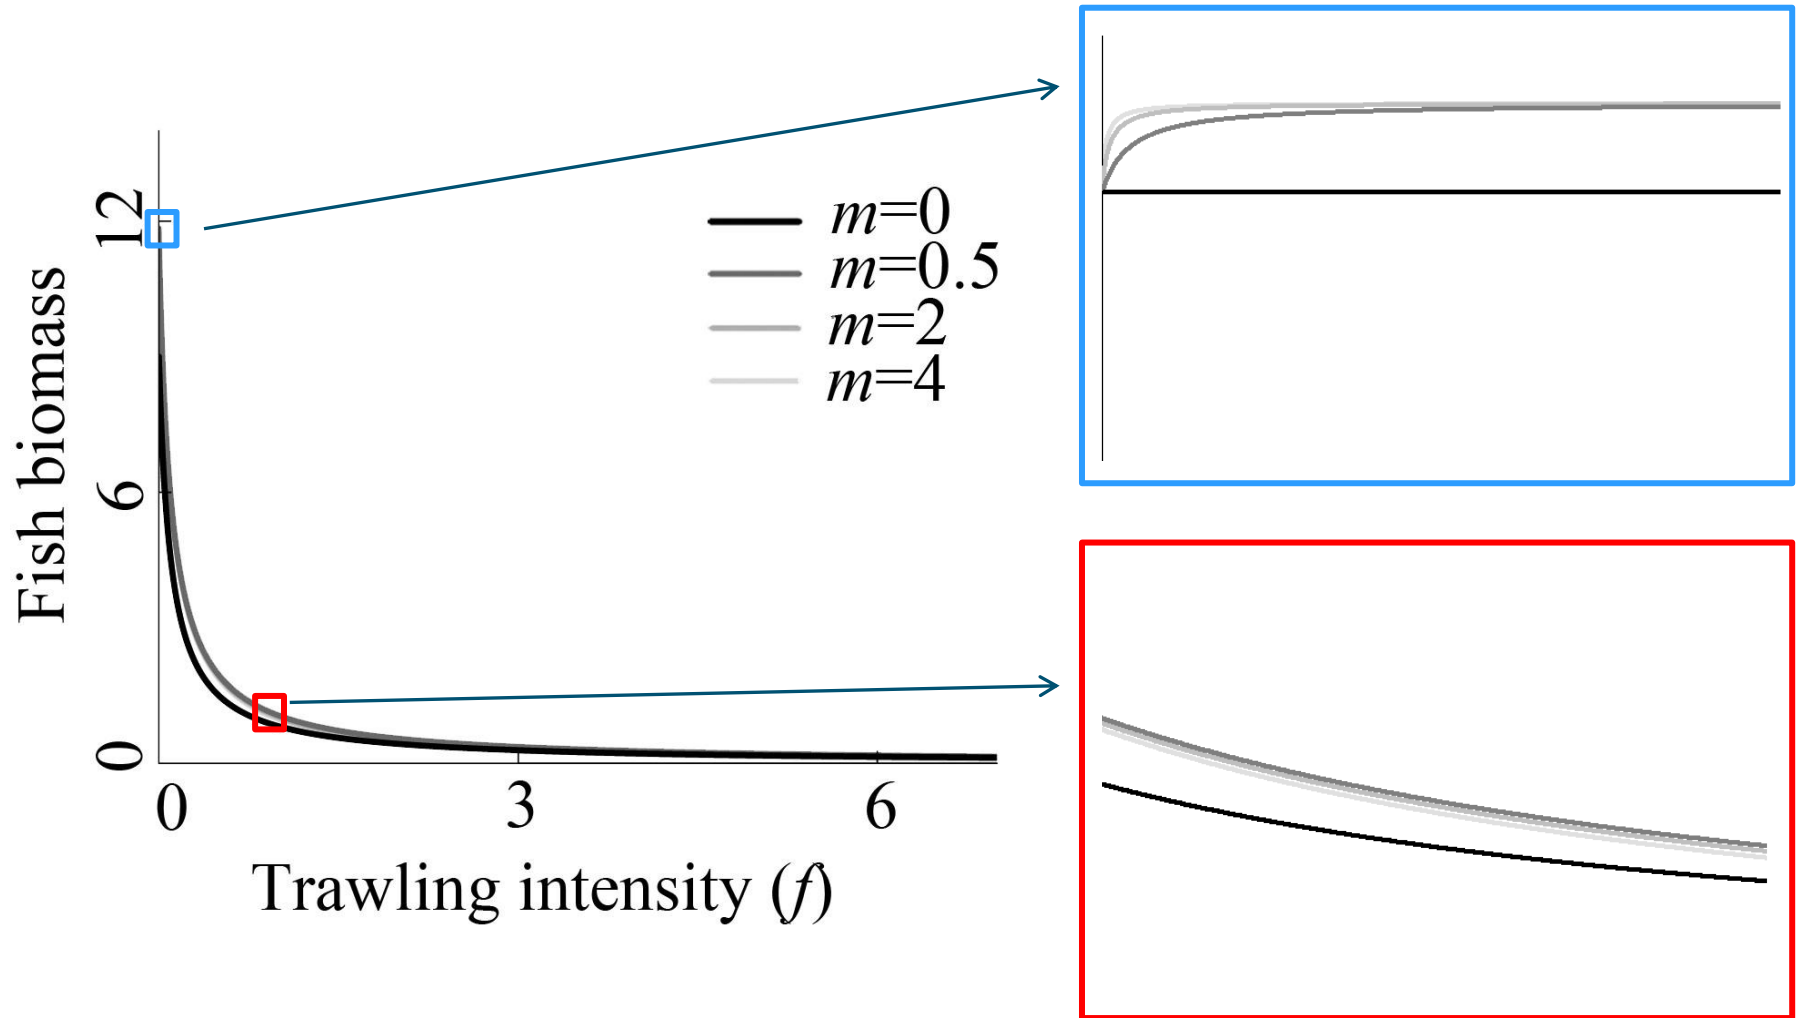 Fish biomass
12
6
0
0
3
6
Trawling intensity (f)
m=0
m=0.5
m=2
m=4